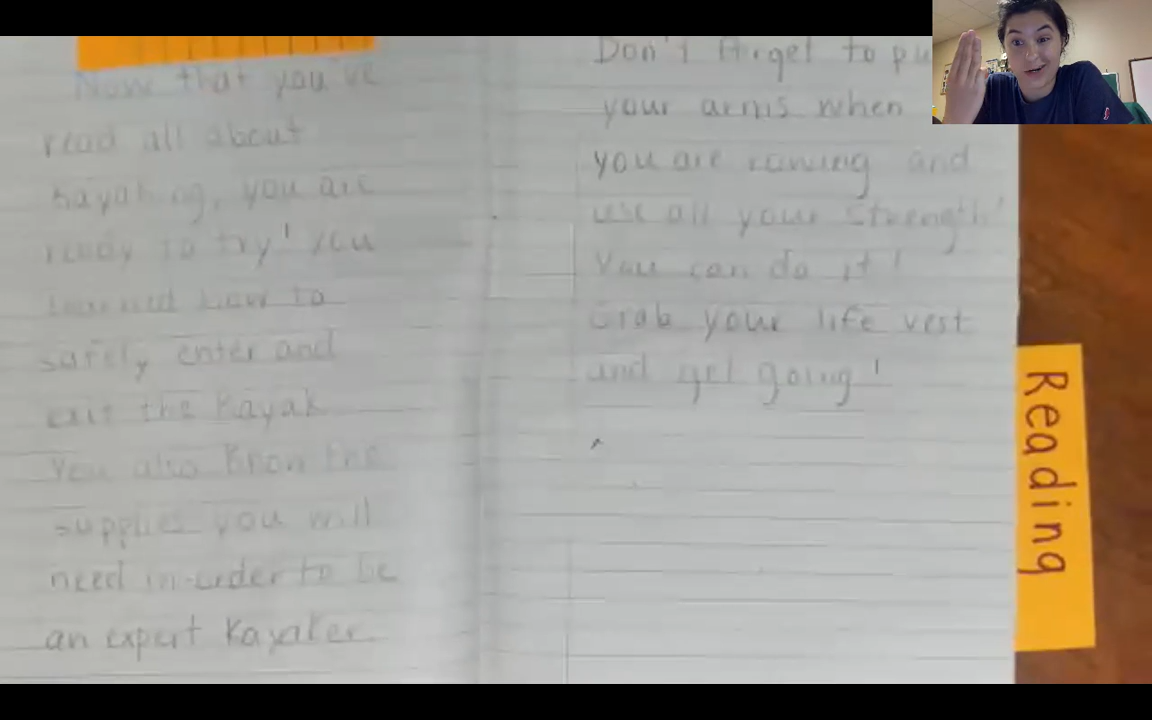 Now that you've
read all about
kayaking, you are
ready to try! You
learned how to
safely enter and
exit the kayak
You also know the
supplies you will
need in order to be
an expert kayaker.
Don't forget to pu
your arms when
you are rowing and
use all your strength!
You can do it!
Grab your life vest
and get going!
Reading